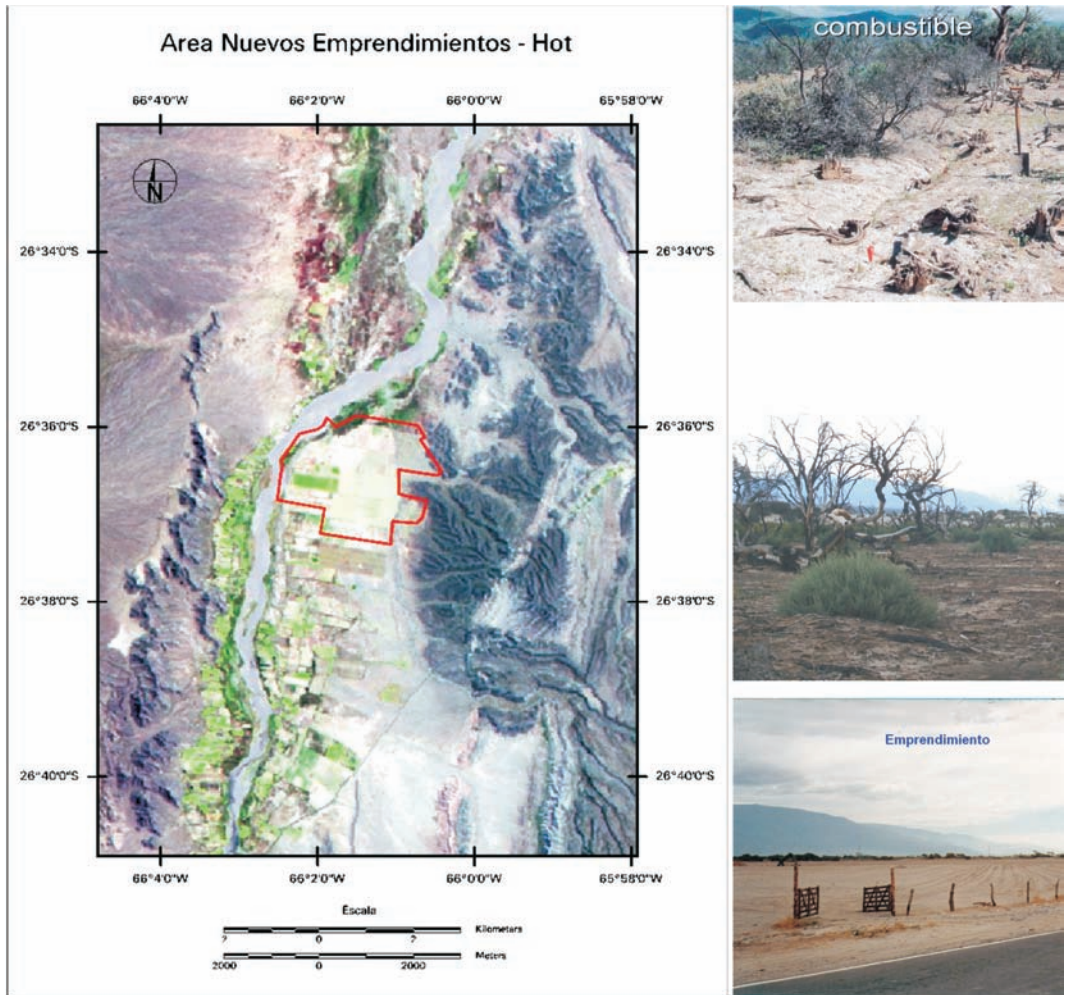 Area Nuevos Emprendimientos - Hot
66°4'0"W 66°2'0"W 66°0'0"W 65°58'0"W
N
26°34'0"S 26°34'0"S
26°36'0"S 26°36'0"S
26°38'0"S 26°38'0"S
26°40'0"S 26°40'0"S
66°4'0"W 66°2'0"W 66°0'0"W 65°58'0"W
Éscala
Kilometers
2 0 2
Meters
2000 0 2000
combustible
Emprendimiento